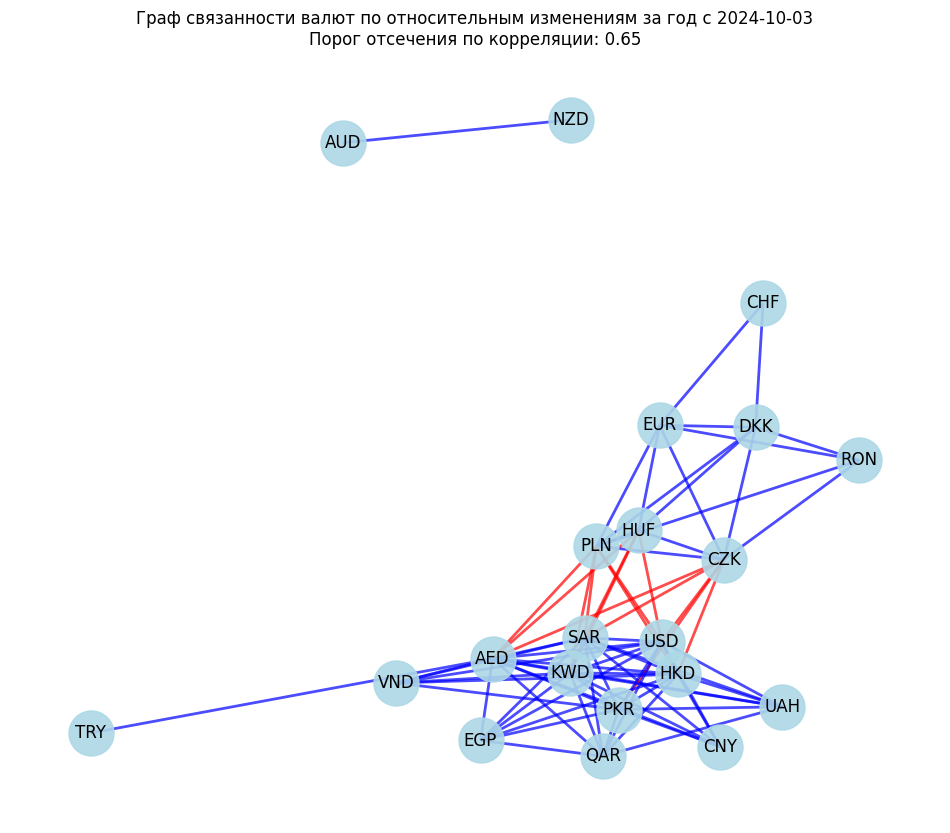 Граф связанности валют по относительным изменениям за год с 2024-10-03
Порог отсечения по корреляции: 0.65
NZD
AUD
CHF
EUR
DKK
RON
HUF
PLN
CZK
SAR
USD
AED
KWD
HKD
VND
PKR
UAH
TRY
EGP
CNY
QAR